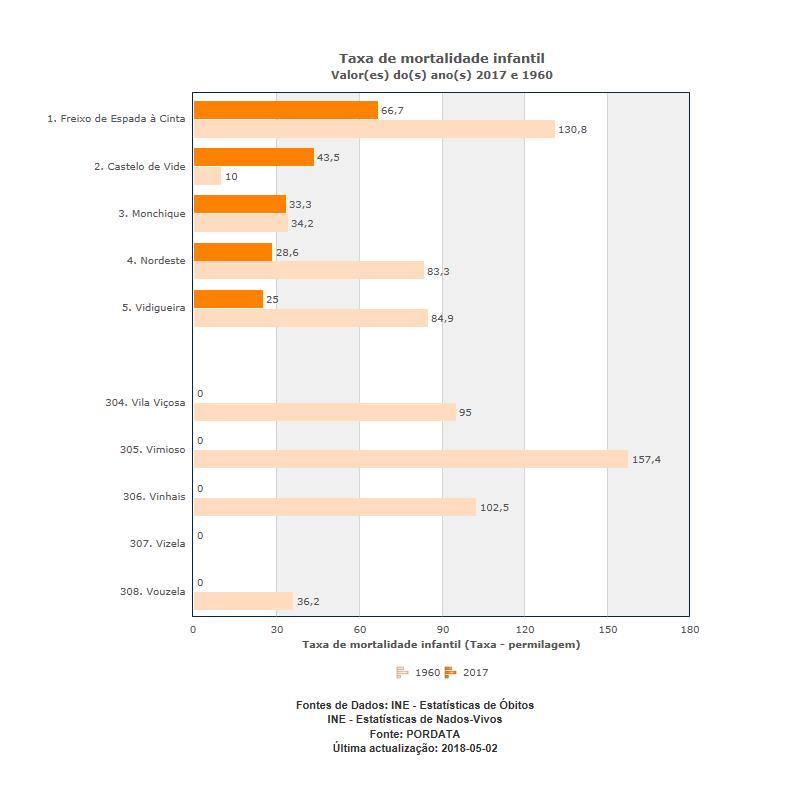 Taxa de mortalidade infantil
Valor(es) do(s) ano(s) 2017 e 1960
1. Freixo de Espada à Cinta
66,7
130,8
2. Castelo de Vide
43,5
10
3. Monchique
33,3
34,2
4. Nordeste
28,6
83,3
5. Vidigueira
25
84,9
304. Vila Viçosa
0
95
305. Vimioso
0
157,4
306. Vinhais
0
102,5
307. Vizela
0
308. Vouzela
0
36,2
0 30 60 90 120 150 180
Taxa de mortalidade infantil (Taxa - permilagem)
1960 2017
Fontes de Dados: INE - Estatísticas de Óbitos
INE - Estatísticas de Nados-Vivos
Fonte: PORDATA
Última actualização: 2018-05-02